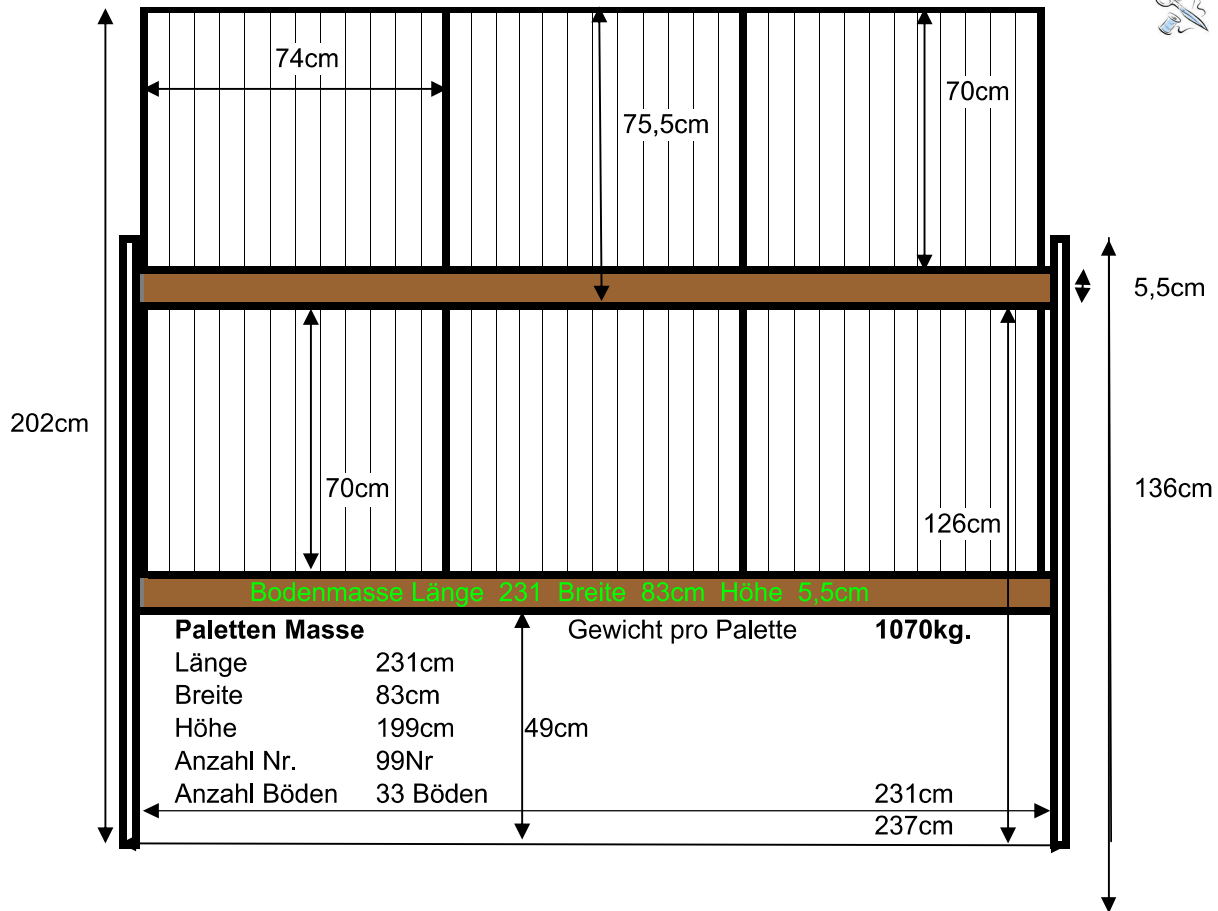 74cm
70cm
75,5cm
5,5cm
202cm
70cm
136cm
126cm
Bodenmasse Länge 231 Breite 83cm Höhe 5,5cm
Paletten Masse Gewicht pro Palette 1070kg.
Länge 231cm
Breite 83cm
Höhe 199cm 49cm
Anzahl Nr. 99Nr
Anzahl Böden 33 Böden 231cm
237cm